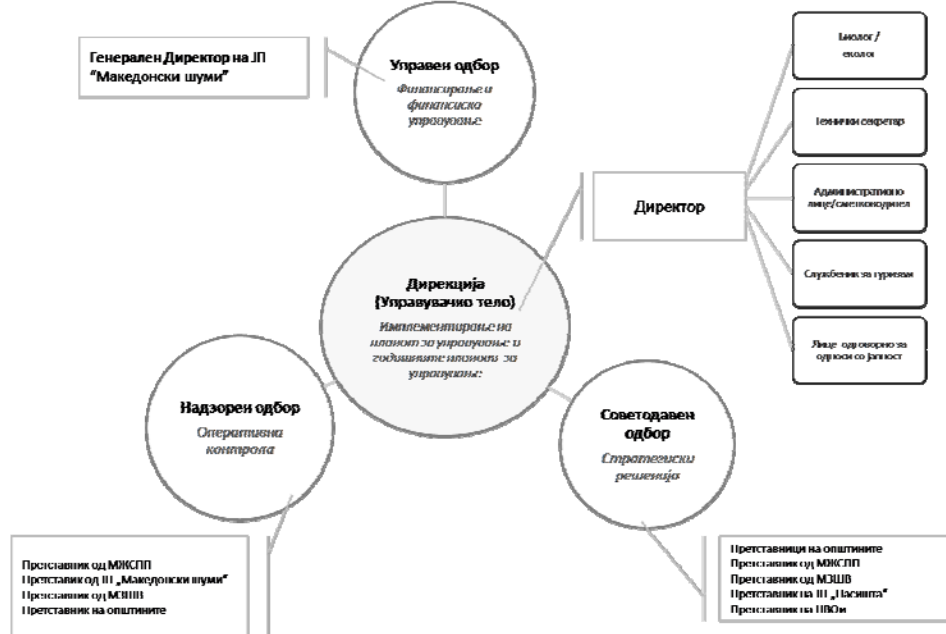 Генерален Директор на ЈП
"Македонски шуми"
Управен одбор
Финансирање и
финансиско
управување
Биолог /
еколог
Технички секретар
Административно
лице/сметководител
Службеник за туризам
Лице одговорно за
односи со јавност
Директор
Дирекција
(Управувачко тело)
Имплементирање на
планот за управување и
годишните планови за
управување
Надзорен одбор
Оперативна
контрола
Советодавен
одбор
Стратегиски
решенија
Претставник од МЖСПП
Претставик од ЈП „Македонски шуми"
Претставник од МЗШВ
Претставник на општините
Претставници на општините
Претставник од МЖСПП
Претставник од МЗШВ
Претставник на ЈП „Пасишта"
Претставник на НВОи